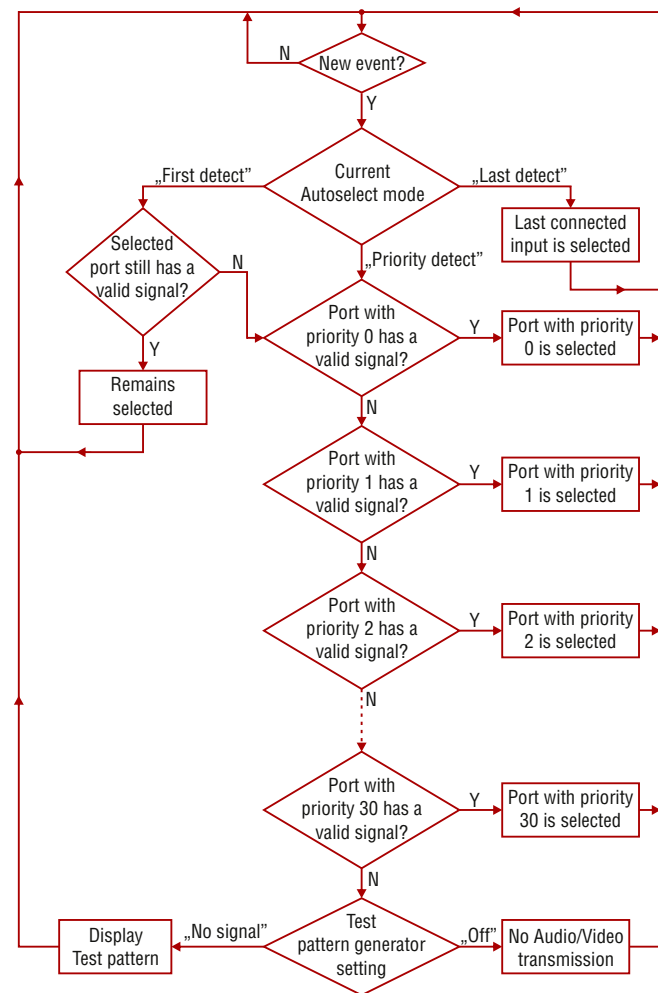 New event?
N
Y
Current
Autoselect mode
„First detect"
„Last detect"
„Priority detect"
Last connected
input is selected
Selected
port still has a
valid signal?
N
Y
Remains
selected
Port with
priority 0 has a
valid signal?
Y
Port with priority
0 is selected
N
Port with
priority 1 has a
valid signal?
Y
Port with priority
1 is selected
N
Port with
priority 2 has a
valid signal?
Y
Port with priority
2 is selected
N
Port with
priority 30 has a
valid signal?
Y
Port with priority
30 is selected
N
Test
pattern generator
setting
„No signal"
Display
Test pattern
„Off"
No Audio/Video
transmission